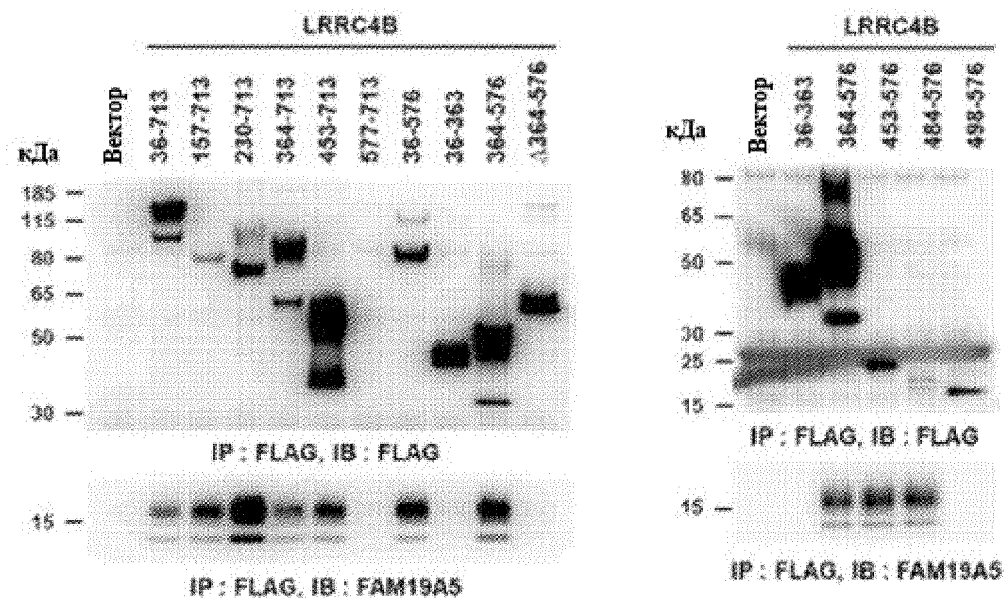 LRRC4B
кДа
Вектор
36-713
157-713
230-713
364-713
453-713
577-713
36-576
36-363
364-576
Δ364-576
185
115
80
65
50
30
IP : FLAG, IB : FLAG
15
IP : FLAG, IB : FAM19A5
LRRC4B
кДа
Вектор
36-363
364-576
453-576
484-576
498-576
80
65
50
30
25
15
IP : FLAG, IB : FLAG
15
IP : FLAG, IB : FAM19A5